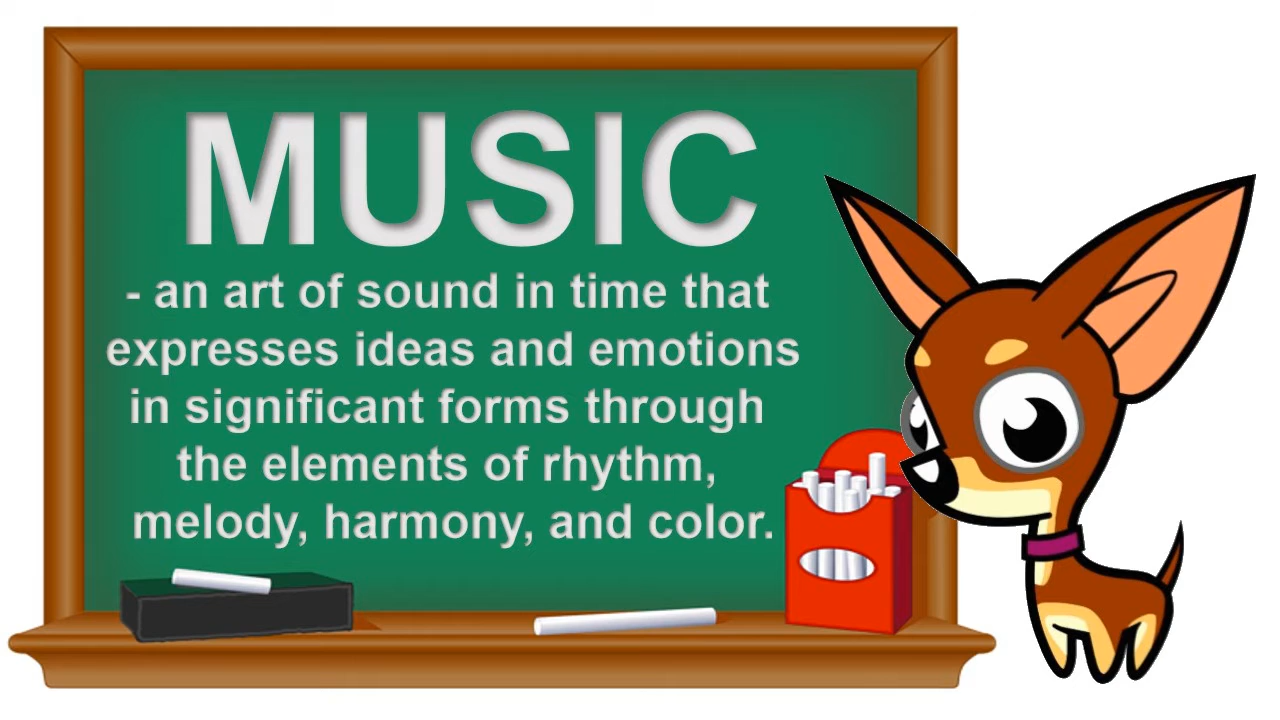 MUSIC
- an art of sound in time that
expresses ideas and emotions
in significant forms through
the elements of rhythm,
melody, harmony, and color.